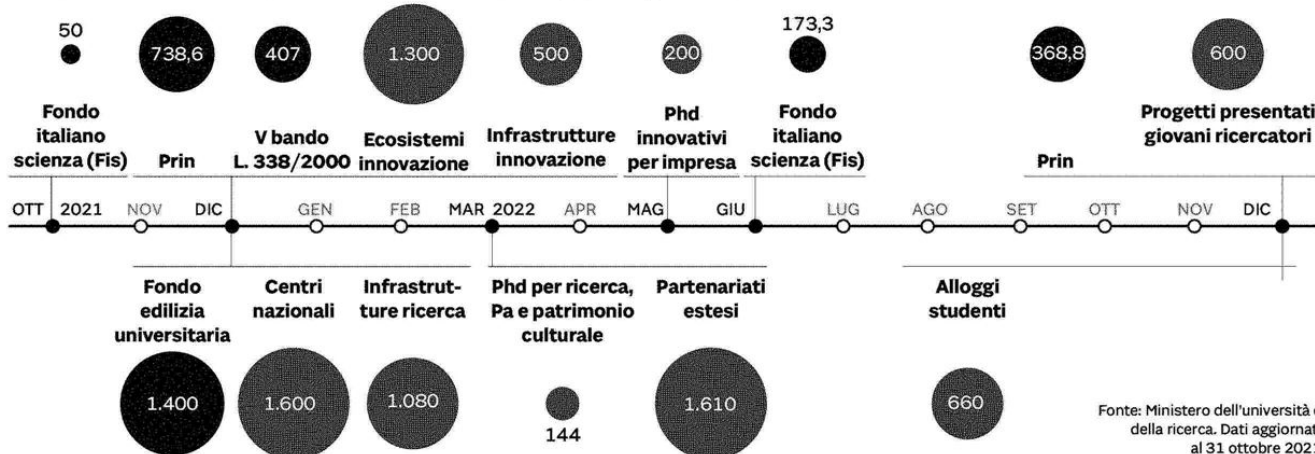 50
738,6
407
1.300
500
200
173,3
368,8
600
Fondo
italiano
scienza (Fis)
Prin
V bando
L. 338/2000
Ecosistemi
innovazione
Infrastrutture
innovazione
Phd
innovativi
per impresa
Fondo
italiano
scienza (Fis)
Prin
Progetti presentati
giovani ricercatori
OTT 2021 NOV DIC GEN FEB MAR 2022 APR MAG GIU LUG AGO SET OTT NOV DIC
Fondo
edilizia
universitaria
Centri
nazionali
Infrastrut-
ture ricerca
Phd per ricerca,
Pa e patrimonio
culturale
Partenariati
estesi
Alloggi
studenti
1.400
1.600
1.080
144
1.610
660
Fonte: Ministero dell'università
della ricerca. Dati aggiornat
al 31 ottobre 2021